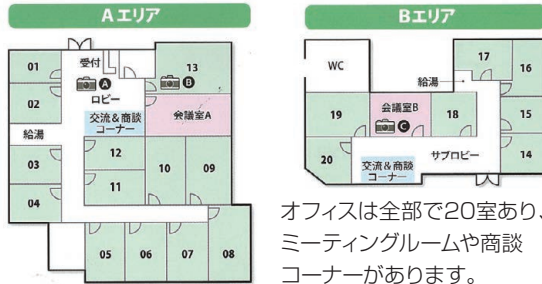 Aエリア
01
受付
13
A
B
02
ロビー
会議室A
給湯
交流&商談
コーナー
12
03
10
09
11
04
05
06
07
08
Bエリア
WC
17
16
給湯
会議室B
19
18
15
C
20
交流&商談
コーナー
サブロビー
14
オフィスは全部で20室あり、
ミーティングルームや商談
コーナーがあります。